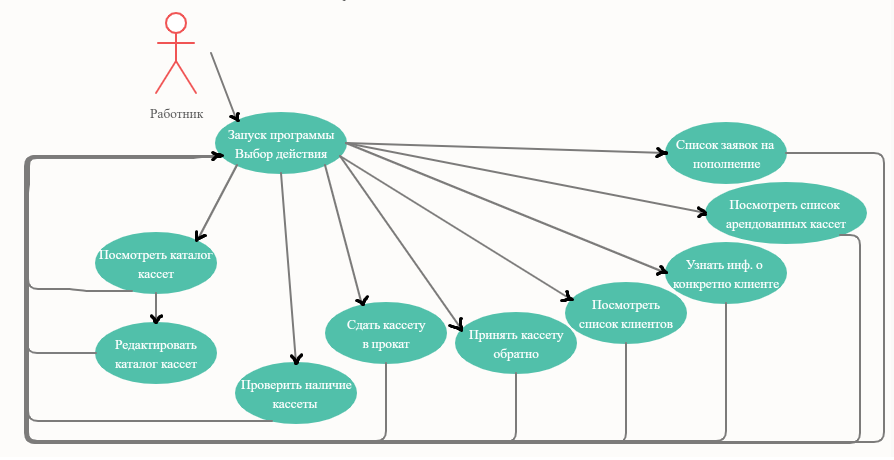 Работник
Запуск программы
Выбор действия
Список заявок на
пополнение
Посмотреть список
арендованных кассет
Узнать инф. о
конкретно клиенте
Посмотреть
список клиентов
Принять кассету
обратно
Сдать кассету
в прокат
Проверить наличие
кассеты
Посмотреть каталог
кассет
Редактировать
каталог кассет